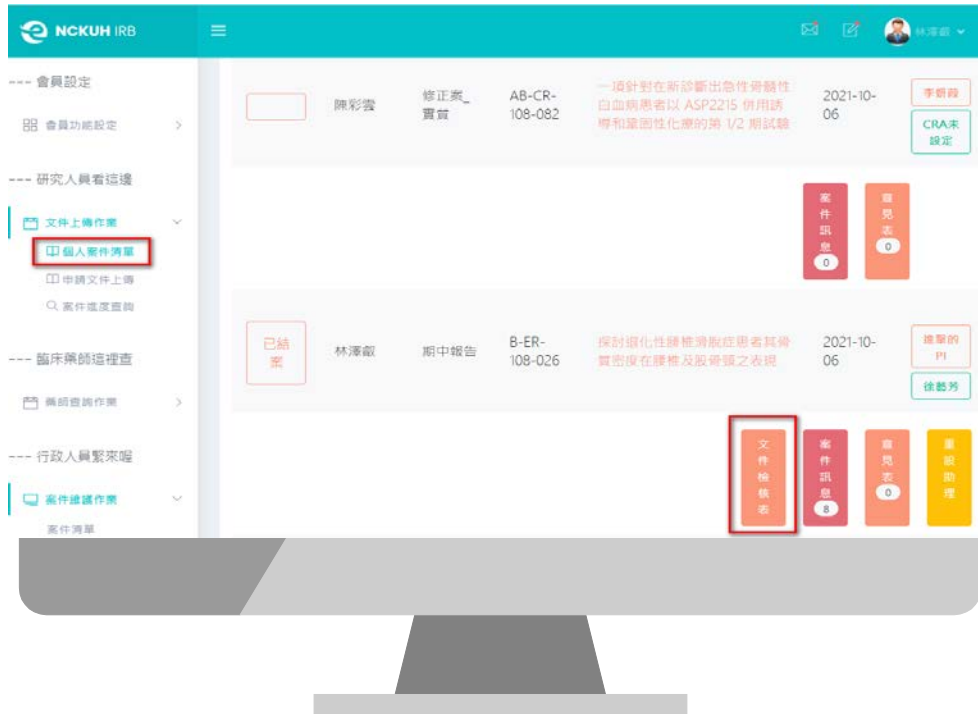 NCKUH IRB
林澤叡
--- 會員設定
會員功能設定
--- 研究人員看這邊
文件上傳作業
個人案件清單
申請文件上傳
案件進度查詢
--- 臨床藥師這裡查
藥師查詢作業
--- 行政人員緊來喔
案件維護作業
案件清單
陳彩雲
修正案_
實質
AB-CR-
108-082
一項針對在新診斷出急性骨髓性
白血病患者以 ASP2215 併用誘
導和鞏固性化療的第 1/2 期試驗
2021-10-
06
CRA未
設定
案件訊息
0
意見表
0
已結
案
林澤叡
期中報告
B-ER-
108-026
探討退化性腰椎滑脫症患者其骨
質密度在腰椎及股骨頸之表現
2021-10-
06
進擊的
PI
徐藝芳
文件檢核表
案件訊息
8
意見表
0
重設助理